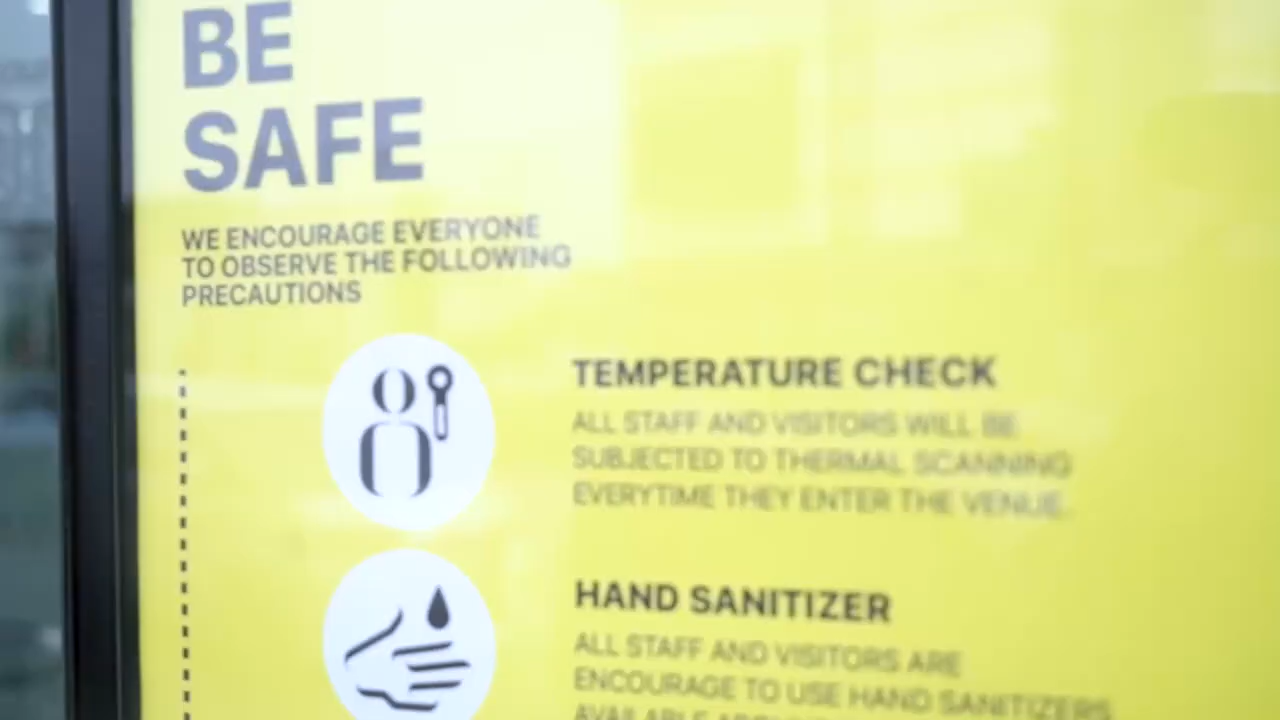 BE
SAFE
WE ENCOURAGE EVERYONE
TO OBSERVE THE FOLLOWING
PRECAUTIONS
TEMPERATURE CHECK
ALL STAFF AND VISITORS WILL BE
SUBJECTED TO THERMAL SCANNING
EVERYTIME THEY ENTER THE VENUE.
HAND SANITIZER
ALL STAFF AND VISITORS ARE
ENCOURAGE TO USE HAND SANITIZERS
AVAILABLE